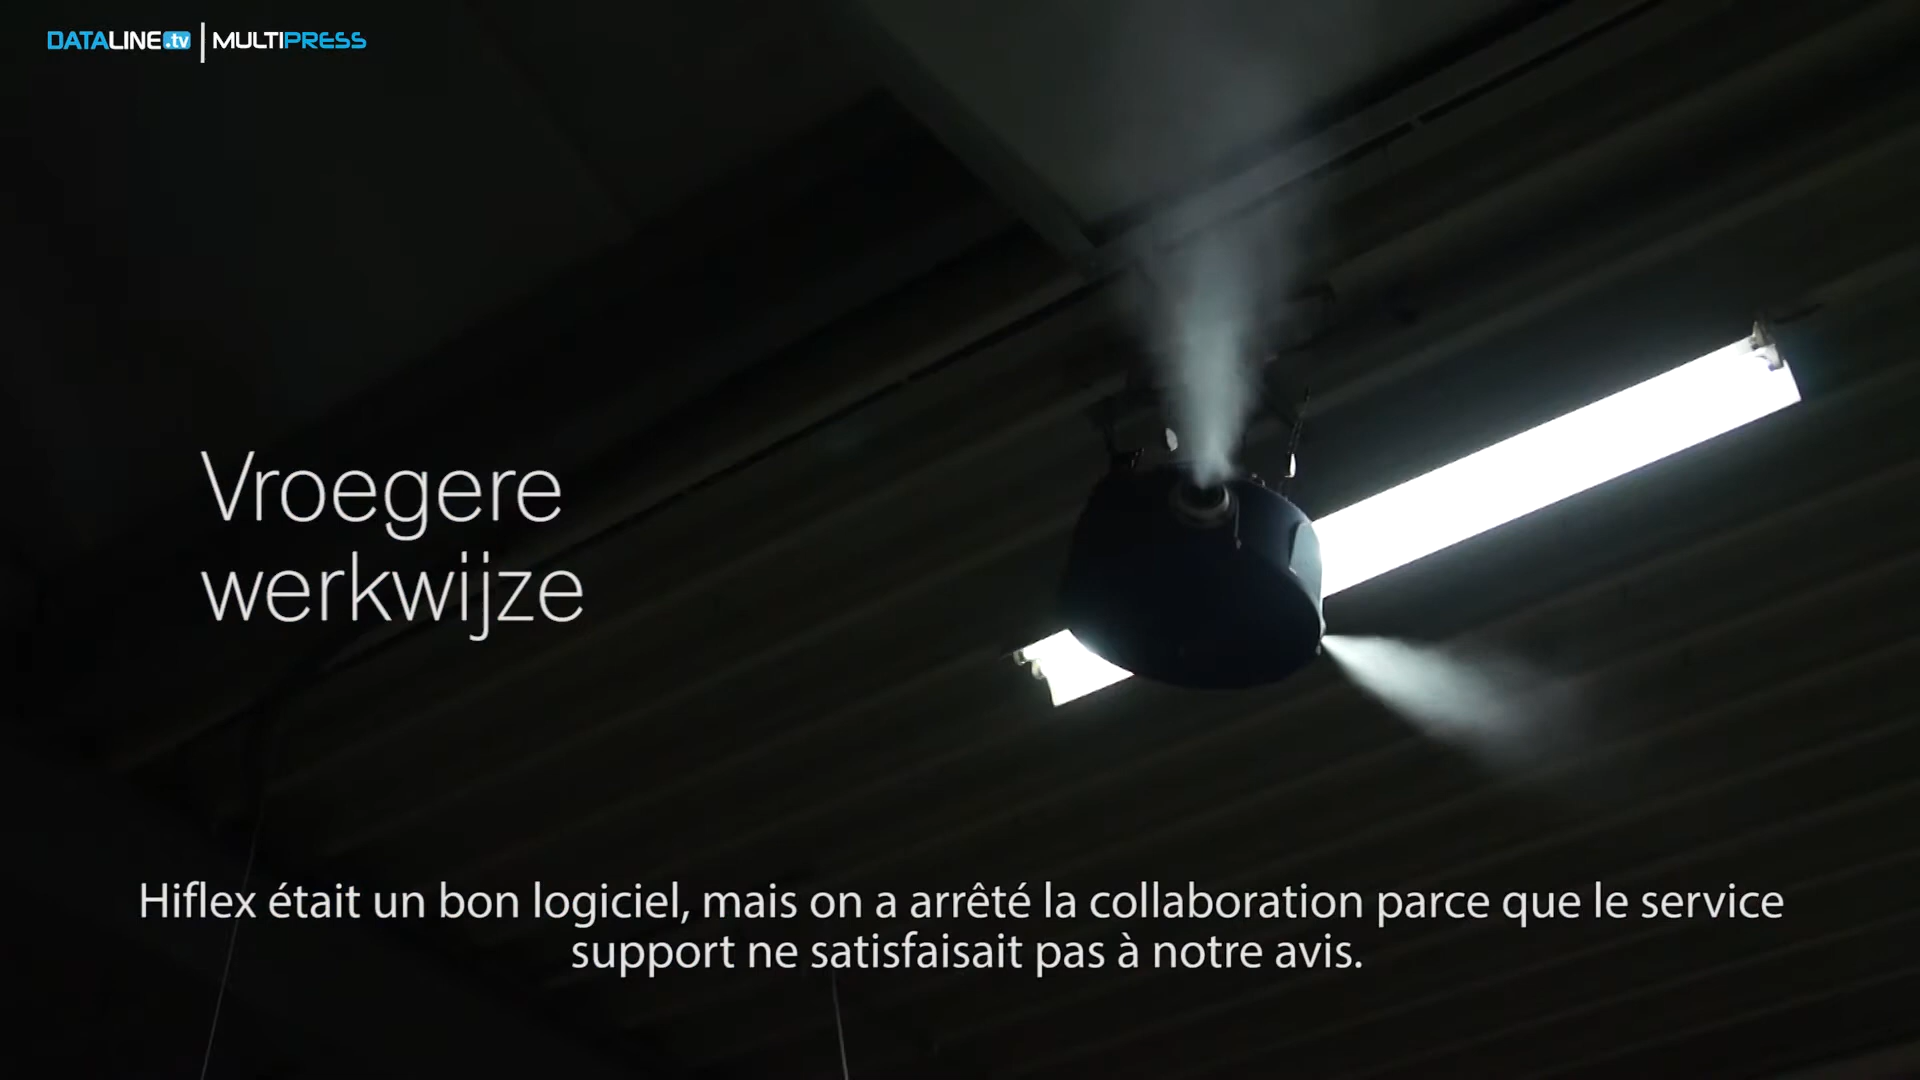 DATALINE.tv | MULTIPRESS
Vroegere
werkwijze
Hiflex était un bon logiciel, mais on a arrêté la collaboration parce que le service
support ne satisfaisait pas à notre avis.